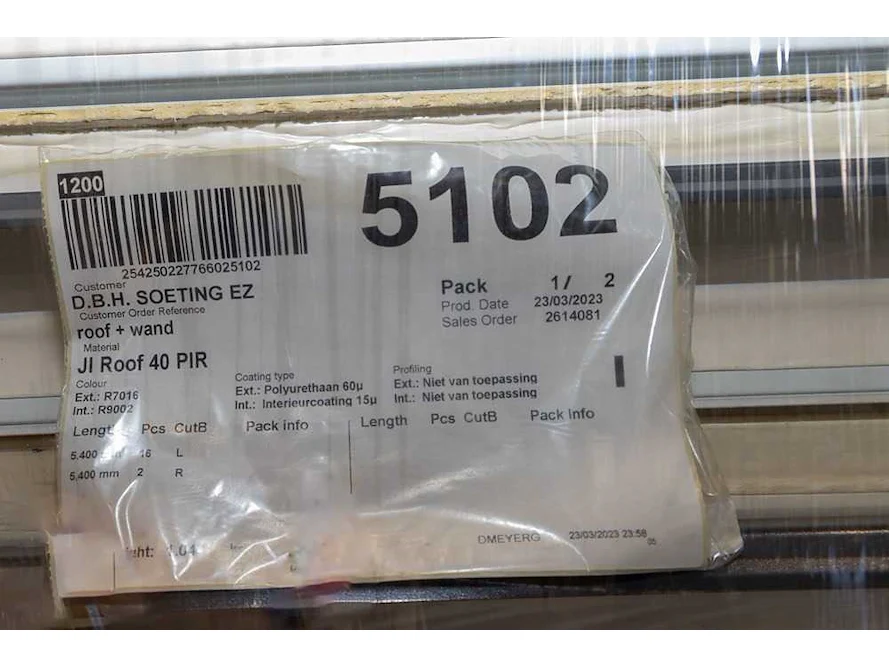 1200
5102
254250227766025102
Customer
D.B.H. SOETING EZ
Customer Order Reference
roof + wand
Pack 1/ 2
Prod. Date 23/03/2023
Sales Order 2614081
Material
JI Roof 40 PIR
Colour
Ext.: R7016
Int.: R9002
Coating type
Ext.: Polyurethaan 60µ
Int.: Interieurcoating 15µ
Profiling
Ext.: Niet van toepassing
Int.: Niet van toepassing
Length Pcs CutB Pack info Length Pcs CutB Pack info
5,400 16 L
5,400 mm 2 R
DMEYERG 23/03/2023 23:58